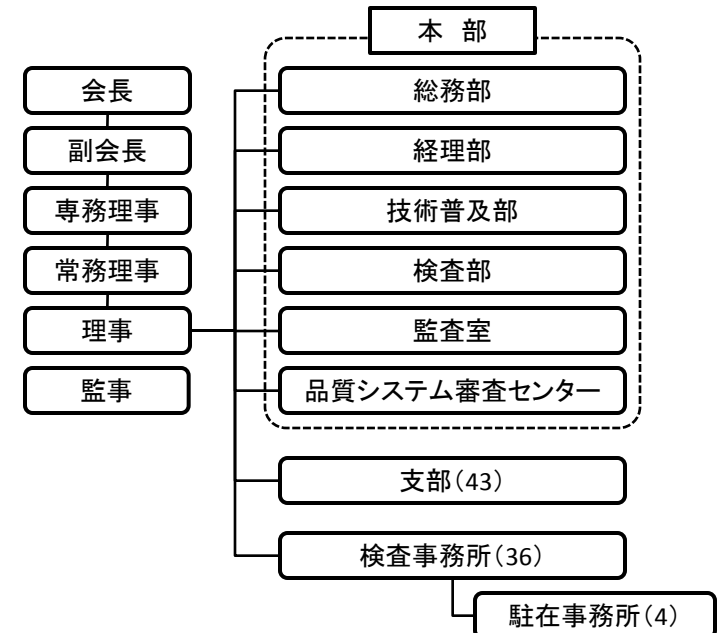 本 部
会長
副会長
専務理事
常務理事
理事
監事
総務部
経理部
技術普及部
検査部
監査室
品質システム審査センター
支部（43）
検査事務所（36）
駐在事務所（4）